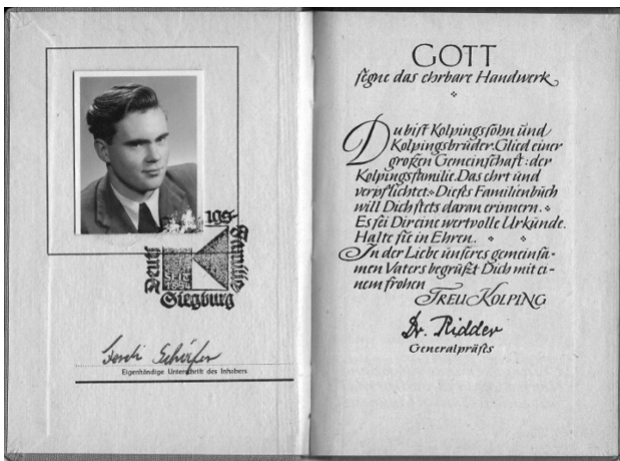 Siegburg
Ferdi Schäfer
Eigenhändige Unterschrift des Inhabers
GOTT
segne das ehrbare Handwerk
Du bist Kolpingssohn und
Kolpingsbruder. Glied einer
großen Gemeinschaft: der
Kolpingsfamilie. Das ehrt und
verpflichtet. Dieses Familienbuch
will Dich stets daran erinnern.
Es sei Dir eine wertvolle Urkunde.
Halte sie in Ehren.
In der Liebe unseres gemeinsa-
men Vaters begrüßt Dich mit ei-
nem frohen
TREU KOLPING
Dr. Ridder
Generalpräses